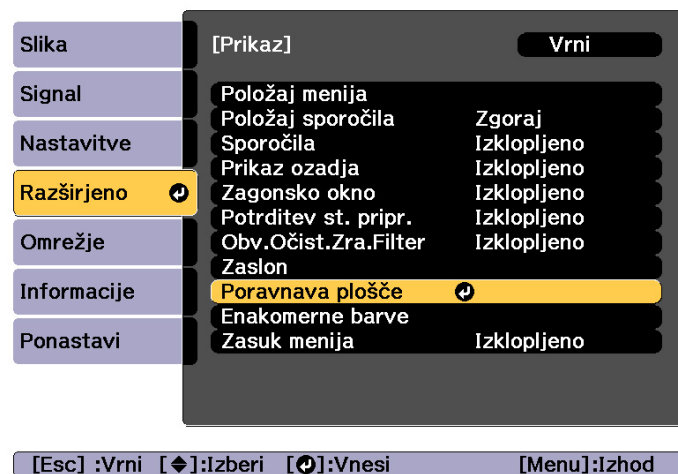 Slika
Signal
Nastavitve
Razširjeno
Omrežje
Informacije
Ponastavi
[Prikaz] Vrni
Položaj menija
Položaj sporočila Zgoraj
Sporočila Izklopljeno
Prikaz ozadja Izklopljeno
Zagonsko okno Izklopljeno
Potrditev st. pripr. Izklopljeno
Obv.Očist.Zra.Filter Izklopljeno
Zaslon
Poravnava plošče
Enakomerne barve
Zasuk menija Izklopljeno
[Esc] :Vrni [◆]:Izberi [⏎]:Vnesi [Menu]:Izhod